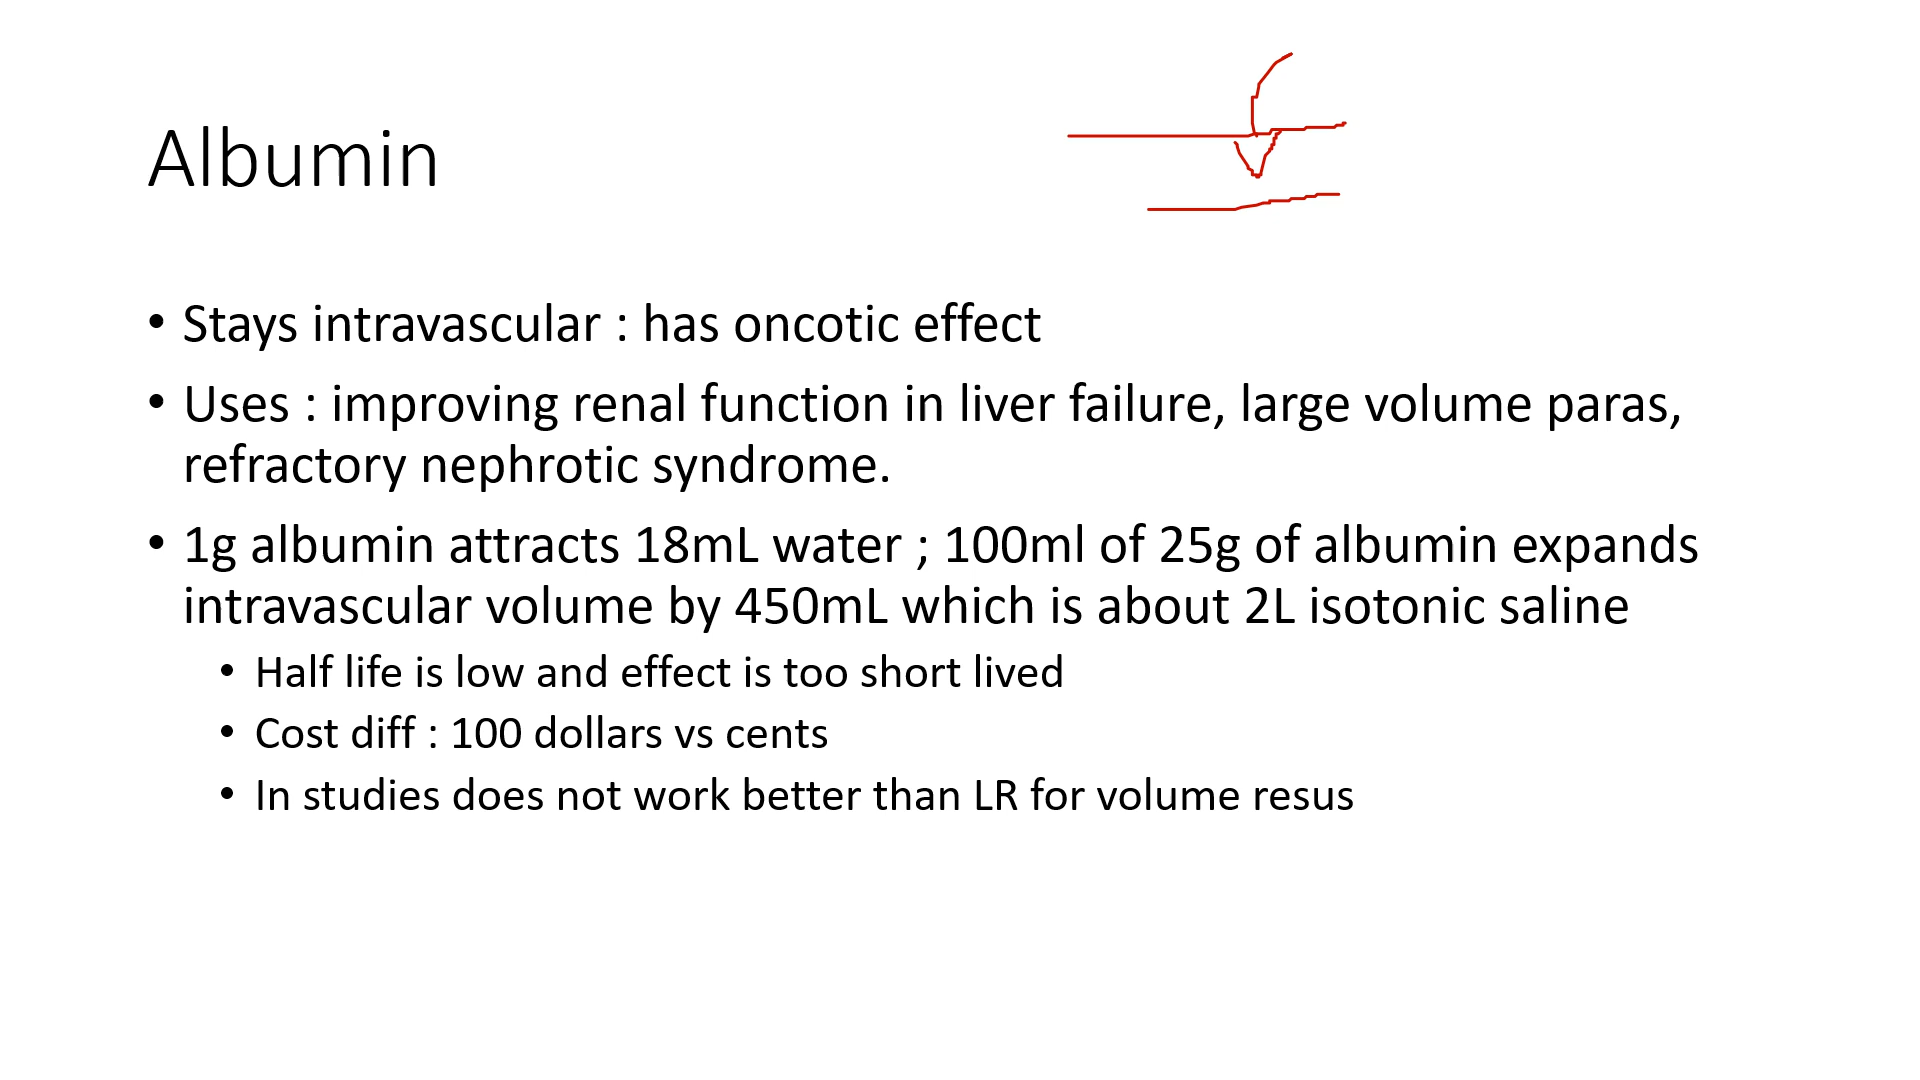 Albumin
• Stays intravascular : has oncotic effect
• Uses : improving renal function in liver failure, large volume paras,
refractory nephrotic syndrome.
• 1g albumin attracts 18mL water ; 100ml of 25g of albumin expands
intravascular volume by 450mL which is about 2L isotonic saline
• Half life is low and effect is too short lived
• Cost diff : 100 dollars vs cents
• In studies does not work better than LR for volume resus